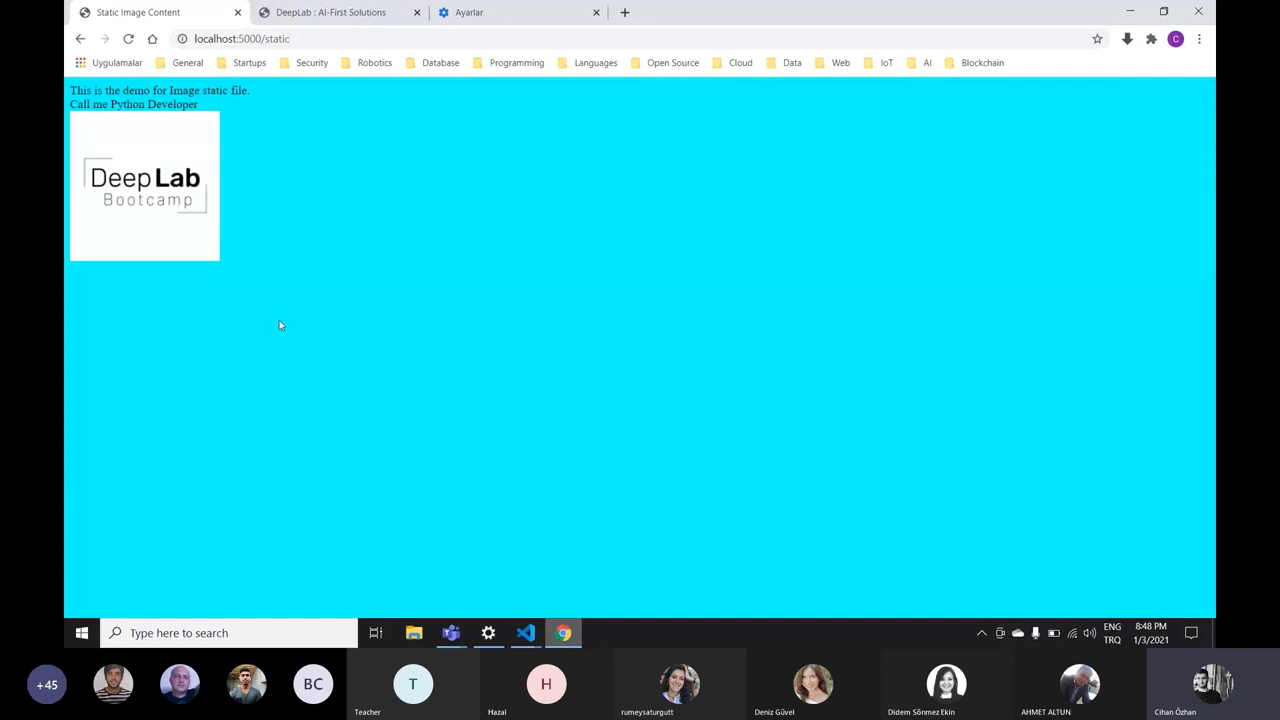 Static Image Content
DeepLab : AI-First Solutions
Ayarlar
localhost:5000/static
C
Uygulamalar
General
Startups
Security
Robotics
Database
Programming
Languages
Open Source
Cloud
Data
Web
IoT
AI
Blockchain
This is the demo for Image static file.
Call me Python Developer
Deep Lab
Bootcamp
Type here to search
ENG
TRQ
8:48 PM
1/3/2021
+45
BC
T
Teacher
H
Hazal
rumeysaturgutt
Deniz Güvel
Didem Sönmez Ekin
AHMET ALTUN
Cihan Özhan